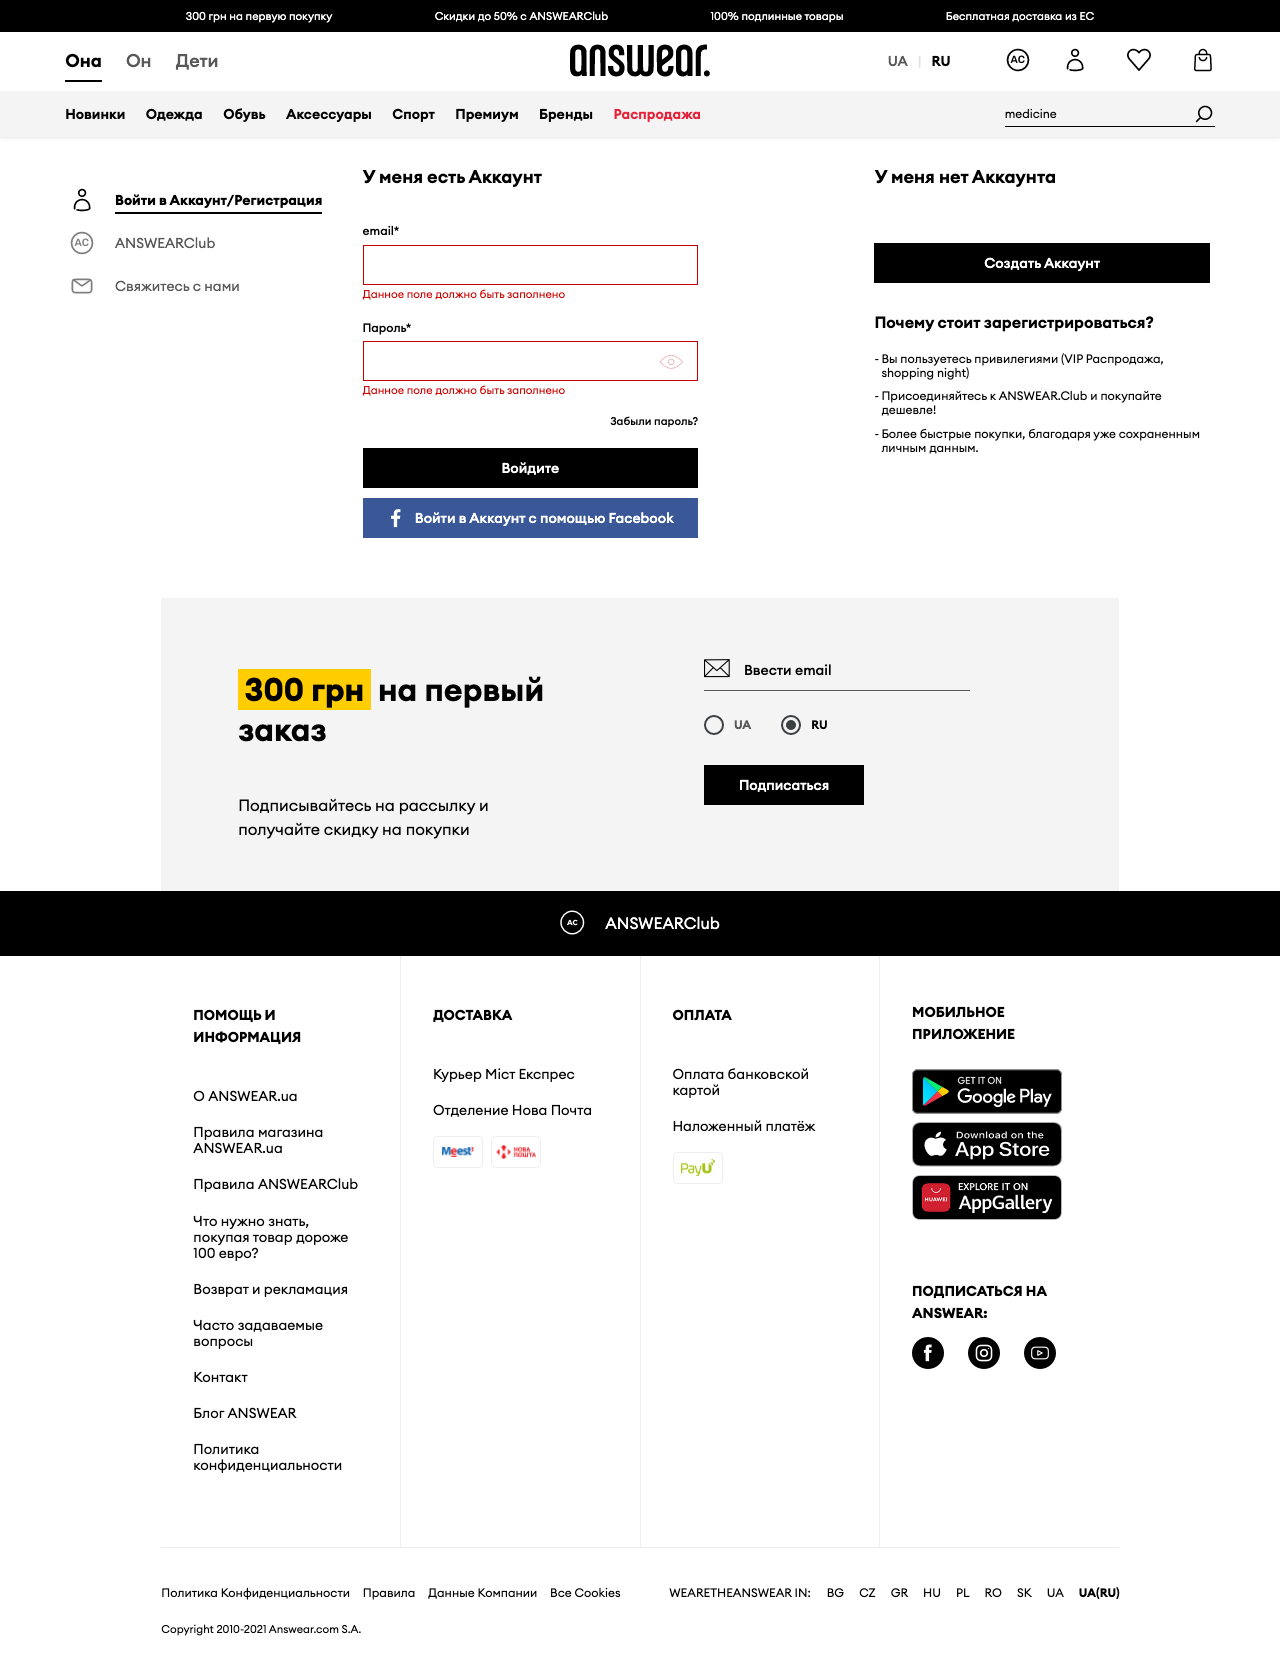 300 грн на первую покупку
Скидки до 50% с ANSWEARClub
100% подлинные товары
Бесплатная доставка из ЕС
Она Он Дети
answear.
UA | RU
AC
Новинки Одежда Обувь Аксессуары Спорт Премиум Бренды Распродажа
medicine
Войти в Аккаунт/Регистрация
AC ANSWEARClub
Свяжитесь с нами
У меня есть Аккаунт
email*
Данное поле должно быть заполнено
Пароль*
Данное поле должно быть заполнено
Забыли пароль?
Войдите
Войти в Аккаунт с помощью Facebook
У меня нет Аккаунта
Создать Аккаунт
Почему стоит зарегистрироваться?
- Вы пользуетесь привилегиями (VIP Распродажа,
shopping night)
- Присоединяйтесь к ANSWEAR.Club и покупайте
дешевле!
- Более быстрые покупки, благодаря уже сохраненным
личным данным.
300 грн на первый
заказ
Подписывайтесь на рассылку и
получайте скидку на покупки
Ввести email
UA RU
Подписаться
AC ANSWEARClub
ПОМОЩЬ И
ИНФОРМАЦИЯ
О ANSWEAR.ua
Правила магазина
ANSWEAR.ua
Правила ANSWEARClub
Что нужно знать,
покупая товар дороже
100 евро?
Возврат и рекламация
Часто задаваемые
вопросы
Контакт
Блог ANSWEAR
Политика
конфиденциальности
ДОСТАВКА
Курьер Міст Експрес
Отделение Нова Почта
Meest
НОВА
ПОШТА
ОПЛАТА
Оплата банковской
картой
Наложенный платёж
PayU
МОБИЛЬНОЕ
ПРИЛОЖЕНИЕ
GET IT ON
Google Play
Download on the
App Store
HUAWEI
EXPLORE IT ON
AppGallery
ПОДПИСАТЬСЯ НА
ANSWEAR:
Политика Конфиденциальности Правила Данные Компании Все Cookies
WEARETHEANSWEAR IN: BG CZ GR HU PL RO SK UA UA(RU)
Copyright 2010-2021 Answear.com S.A.